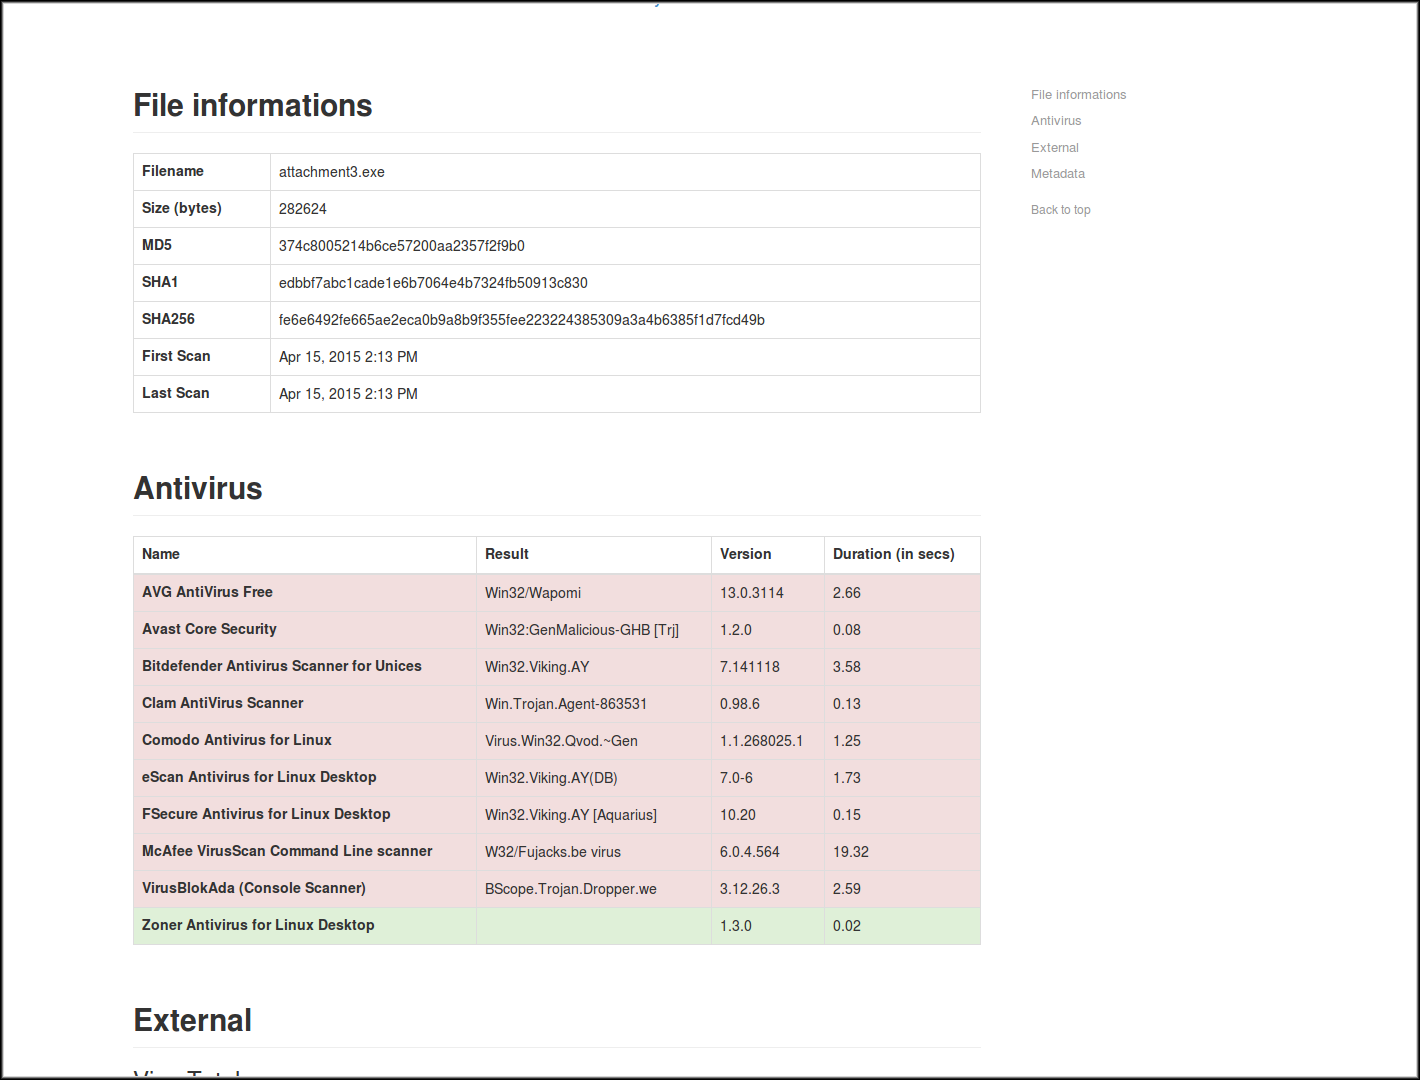 File informations
File informations
Antivirus
External
Metadata
Back to top
Filename attachment3.exe
Size (bytes) 282624
MD5 374c8005214b6ce57200aa2357f2f9b0
SHA1 edbbf7abc1cade1e6b7064e4b7324fb50913c830
SHA256 fe6e6492fe665ae2eca0b9a8b9f355fee223224385309a3a4b6385f1d7fcd49b
First Scan Apr 15, 2015 2:13 PM
Last Scan Apr 15, 2015 2:13 PM
Antivirus
Name Result Version Duration (in secs)
AVG AntiVirus Free Win32/Wapomi 13.0.3114 2.66
Avast Core Security Win32:GenMalicious-GHB [Trj] 1.2.0 0.08
Bitdefender Antivirus Scanner for Unices Win32.Viking.AY 7.141118 3.58
Clam AntiVirus Scanner Win.Trojan.Agent-863531 0.98.6 0.13
Comodo Antivirus for Linux Virus.Win32.Qvod.~Gen 1.1.268025.1 1.25
eScan Antivirus for Linux Desktop Win32.Viking.AY(DB) 7.0-6 1.73
FSecure Antivirus for Linux Desktop Win32.Viking.AY [Aquarius] 10.20 0.15
McAfee VirusScan Command Line scanner W32/Fujacks.be virus 6.0.4.564 19.32
VirusBlokAda (Console Scanner) BScope.Trojan.Dropper.we 3.12.26.3 2.59
Zoner Antivirus for Linux Desktop 1.3.0 0.02
External